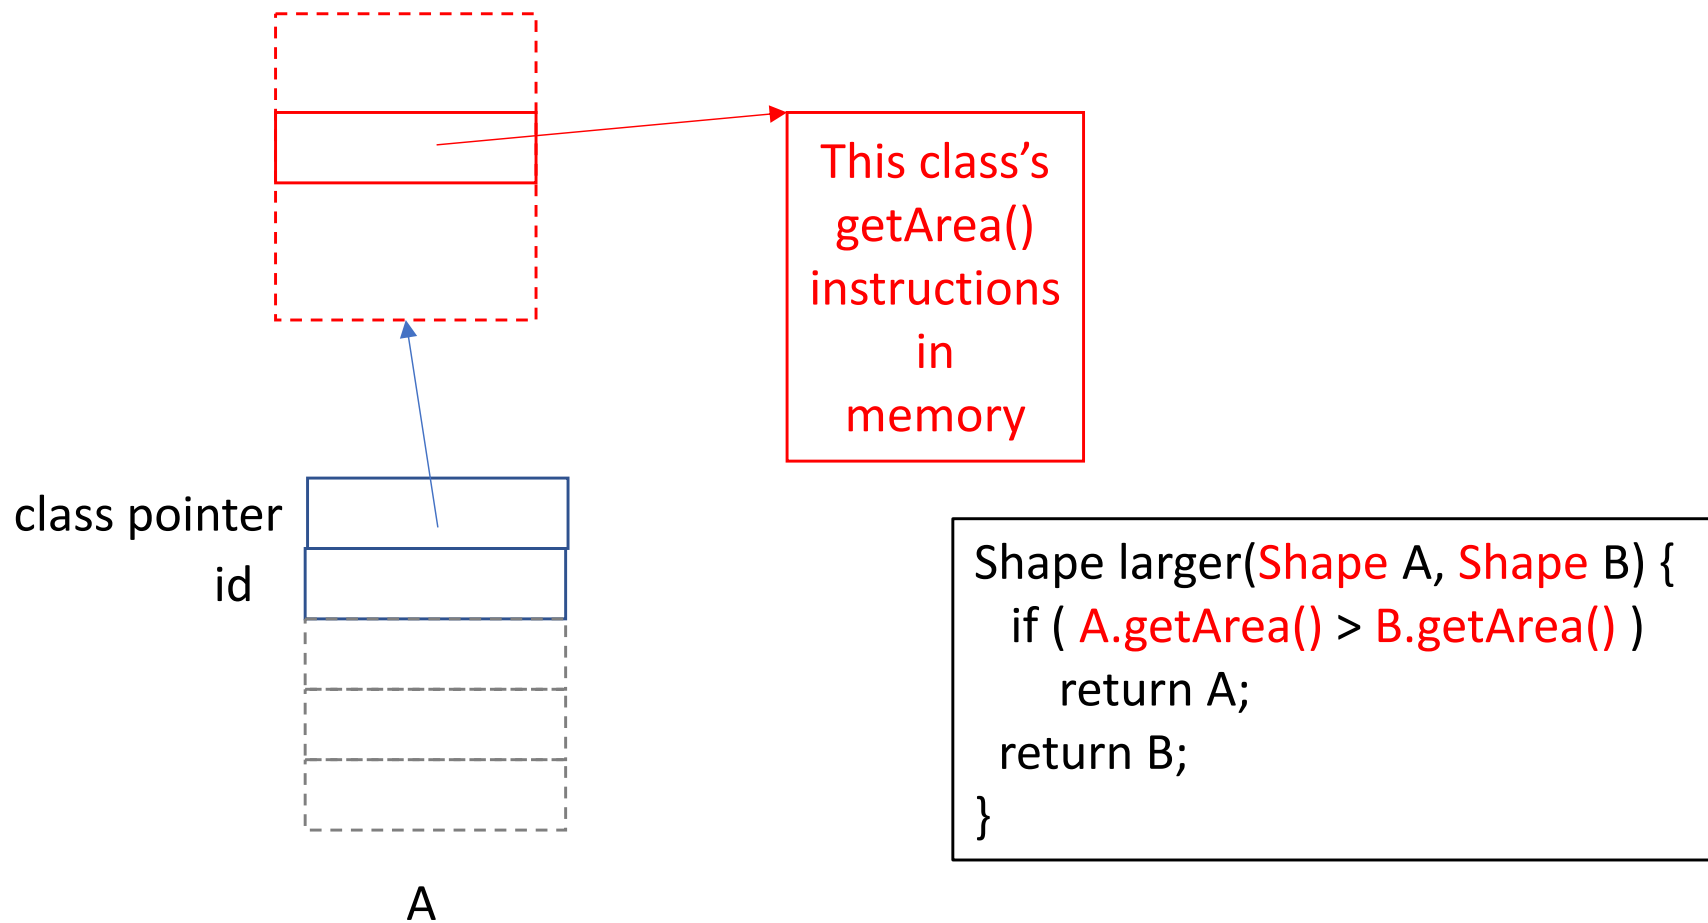 This class’s
getArea()
instructions
in
memory
class pointer
id
A
Shape larger(Shape A, Shape B) {
if ( A.getArea() > B.getArea() )
return A;
return B;
}